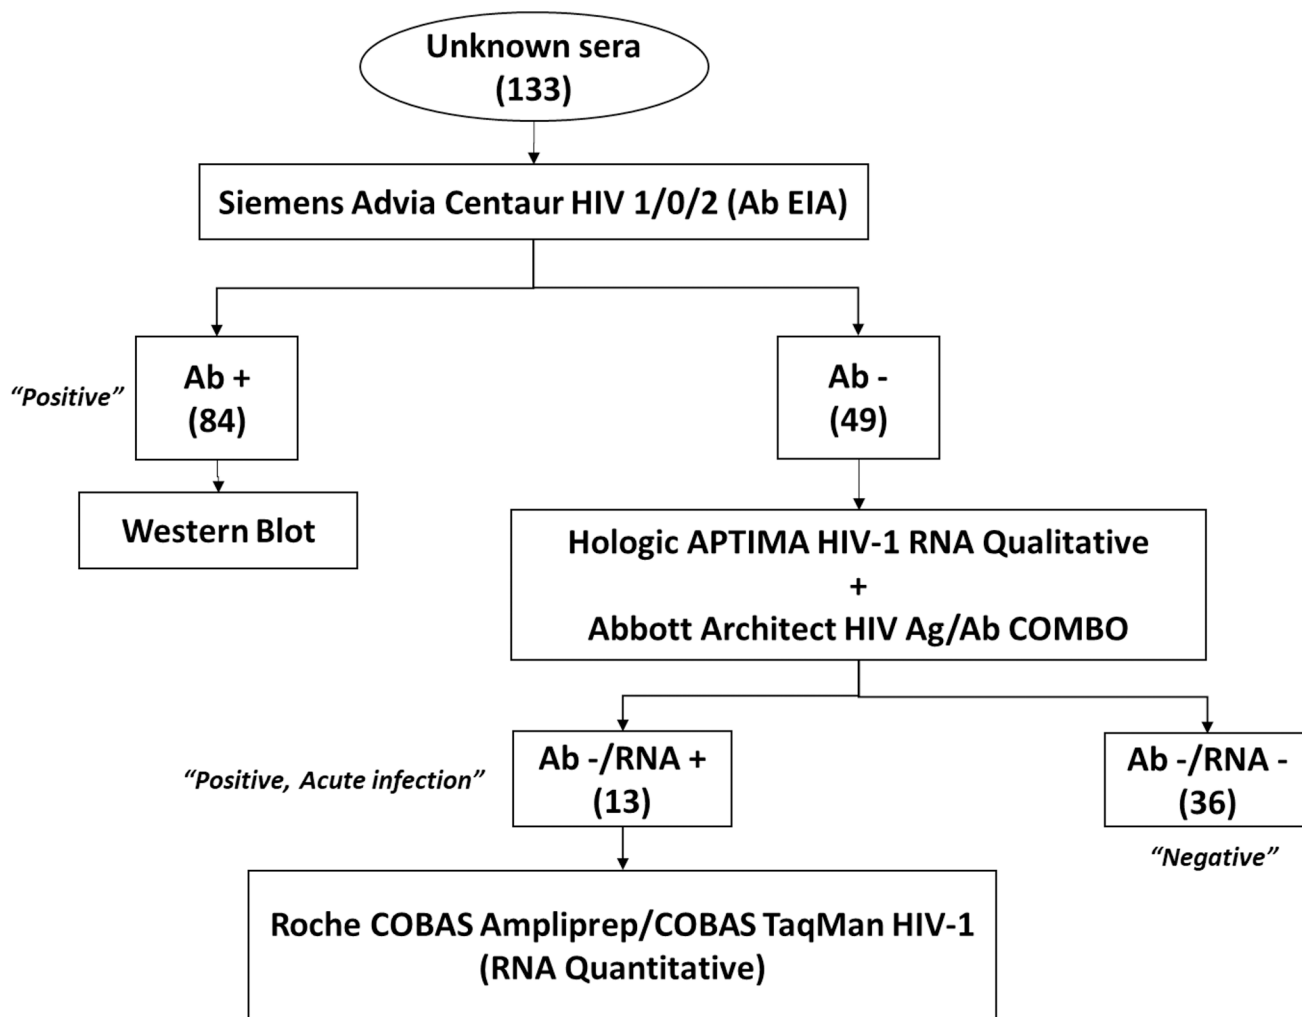 Unknown sera
(133)
Siemens Advia Centaur HIV 1/0/2 (Ab EIA)
“Positive”
Ab +
(84)
Ab -
(49)
Western Blot
Hologic APTIMA HIV-1 RNA Qualitative
+
Abbott Architect HIV Ag/Ab COMBO
“Positive, Acute infection”
Ab -/RNA +
(13)
Ab -/RNA -
(36)
“Negative”
Roche COBAS Ampliprep/COBAS TaqMan HIV-1
(RNA Quantitative)